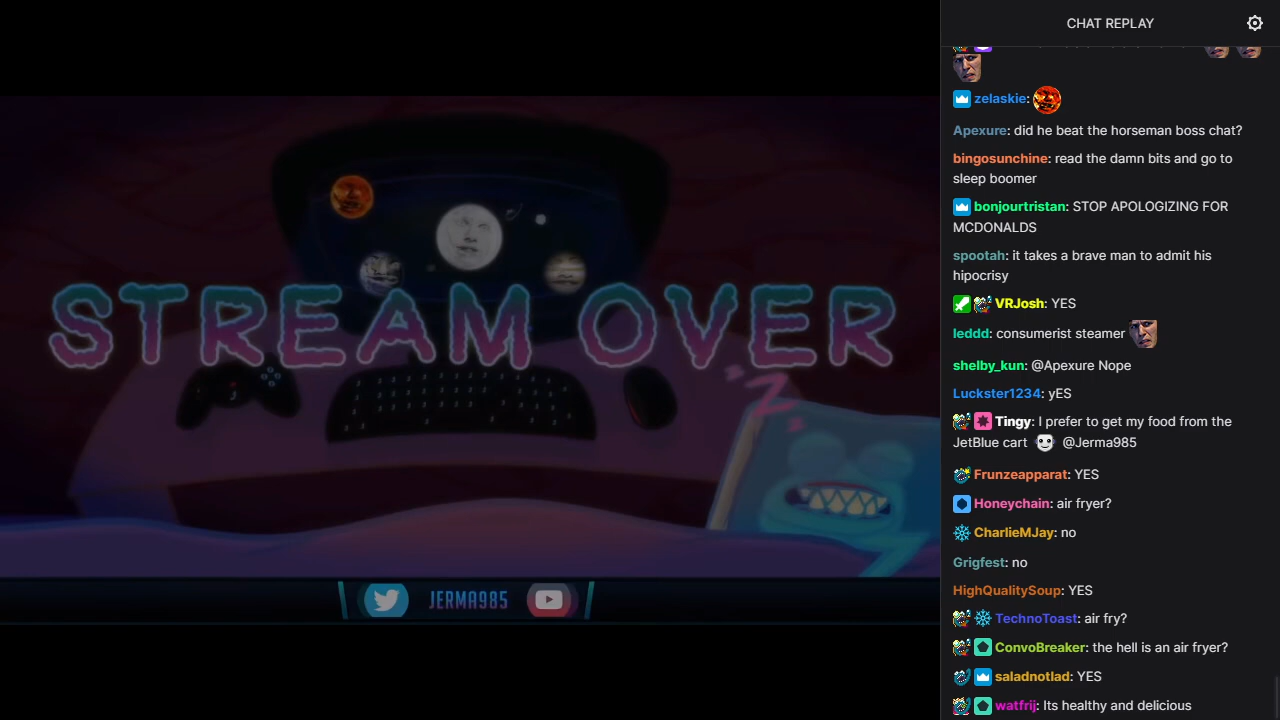 STREAM OVER
JERMA985
CHAT REPLAY
zelaskie:
Apexure: did he beat the horseman boss chat?
bingosunchine: read the damn bits and go to
sleep boomer
bonjourtristan: STOP APOLOGIZING FOR
MCDONALDS
spootah: it takes a brave man to admit his
hipocrisy
VRJosh: YES
leddd: consumerist steamer
shelby_kun: @Apexure Nope
Luckster1234: yES
Tingy: I prefer to get my food from the
JetBlue cart @Jerma985
Frunzeapparat: YES
Honeychain: air fryer?
CharlieMJay: no
Grigfest: no
HighQualitySoup: YES
TechnoToast: air fry?
ConvoBreaker: the hell is an air fryer?
saladnotlad: YES
watfrij: Its healthy and delicious